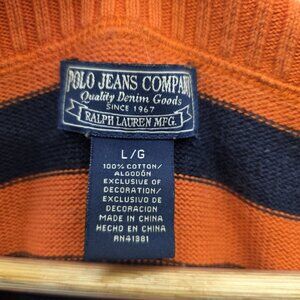 POLO JEANS COMPANY
Quality Denim Goods
SINCE 1967
RALPH LAUREN MFG.
L/G
100% COTTON/
ALGODÓN
EXCLUSIVE OF
DECORATION/
EXCLUSIVO DE
DECORACION
MADE IN CHINA
HECHO EN CHINA
RN41381